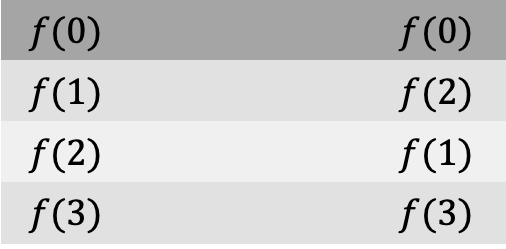 f(0) f(0)
f(1) f(2)
f(2) f(1)
f(3) f(3)